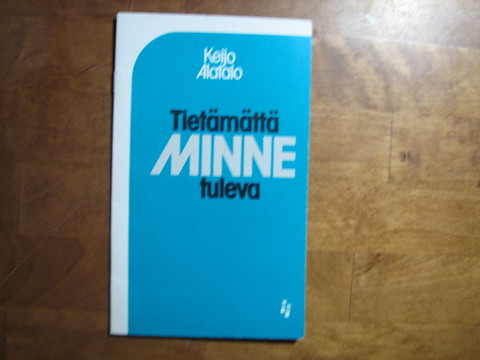 Keijo
Alatalo
Tietämättä
MINNE
tuleva